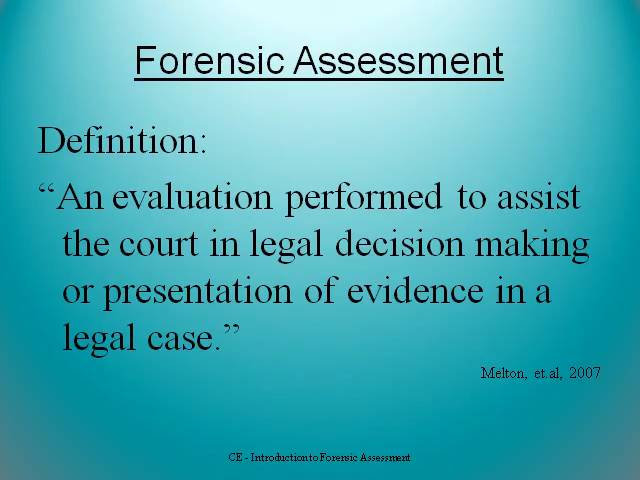 Forensic Assessment
Definition:
“An evaluation performed to assist
the court in legal decision making
or presentation of evidence in a
legal case.”
Melton, et.al, 2007
CE - Introduction to Forensic Assessment